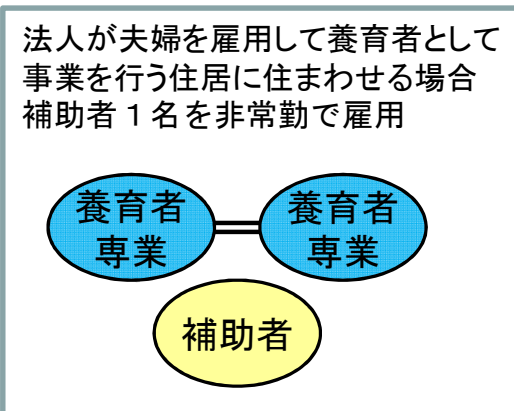 法人が夫婦を雇用して養育者として
事業を行う住居に住まわせる場合
補助者1名を非常勤で雇用
養育者
専業
養育者
専業
補助者